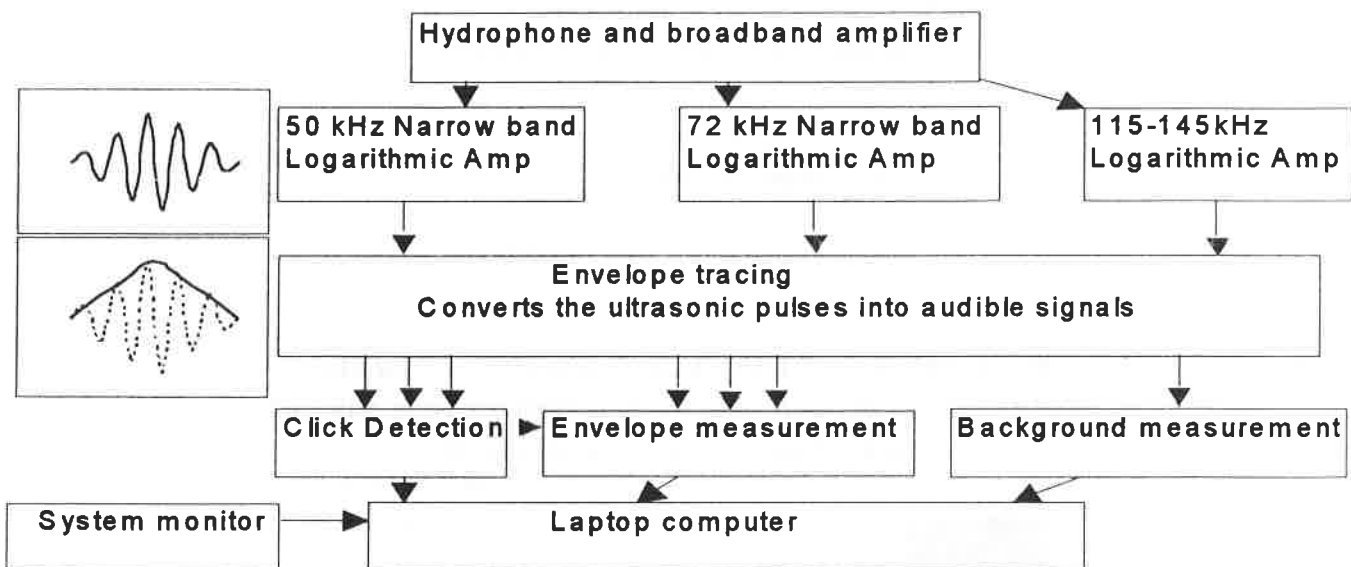 Hydrophone and broadband amplifier
50 kHz Narrow band
Logarithmic Amp
72 kHz Narrow band
Logarithmic Amp
115-145kHz
Logarithmic Amp
Envelope tracing
Converts the ultrasonic pulses into audible signals
Click Detection
Envelope measurement
Background measurement
System monitor
Laptop computer